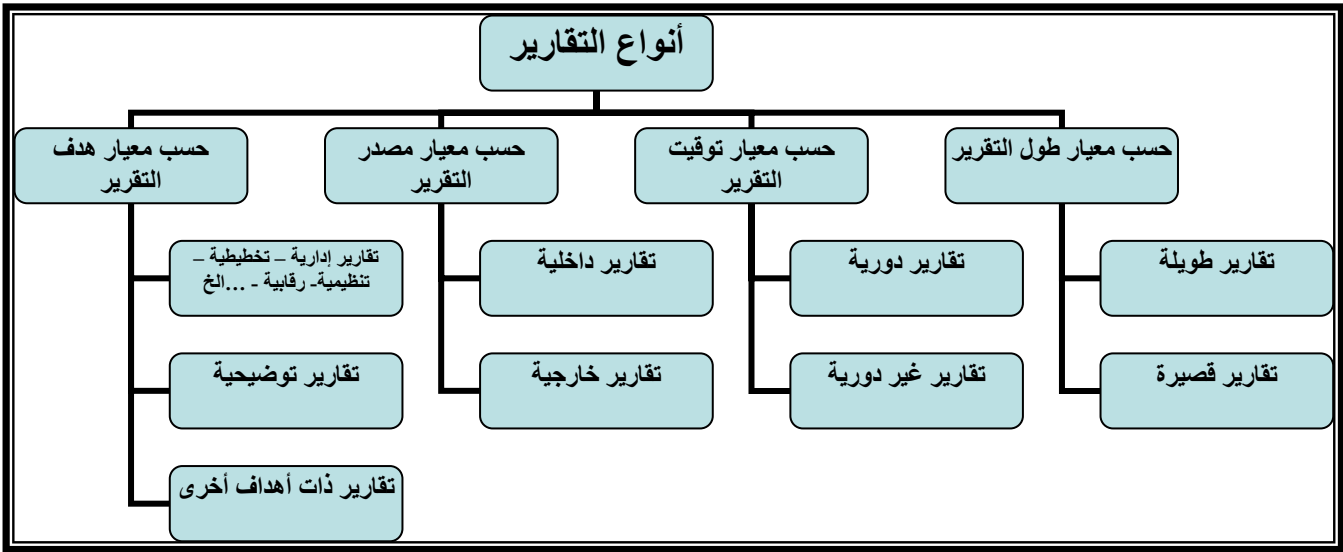 أنواع التقارير
حسب معيار طول التقرير
تقارير طويلة
تقارير قصيرة
حسب معيار توقيت
التقرير
تقارير دورية
تقارير غير دورية
حسب معيار مصدر
التقرير
تقارير داخلية
تقارير خارجية
حسب معيار هدف
التقرير
تقارير إدارية – تخطيطية –
تنظيمية- رقابية - ...الخ
تقارير توضيحية
تقارير ذات أهداف أخرى